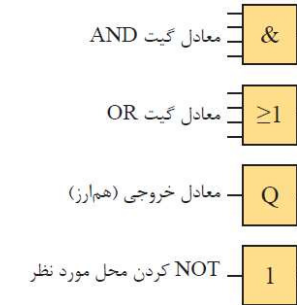 معادل گیت AND &
معادل گیت OR ≥1
معادل خروجی (هم‌ارز) Q
NOT کردن محل مورد نظر 1